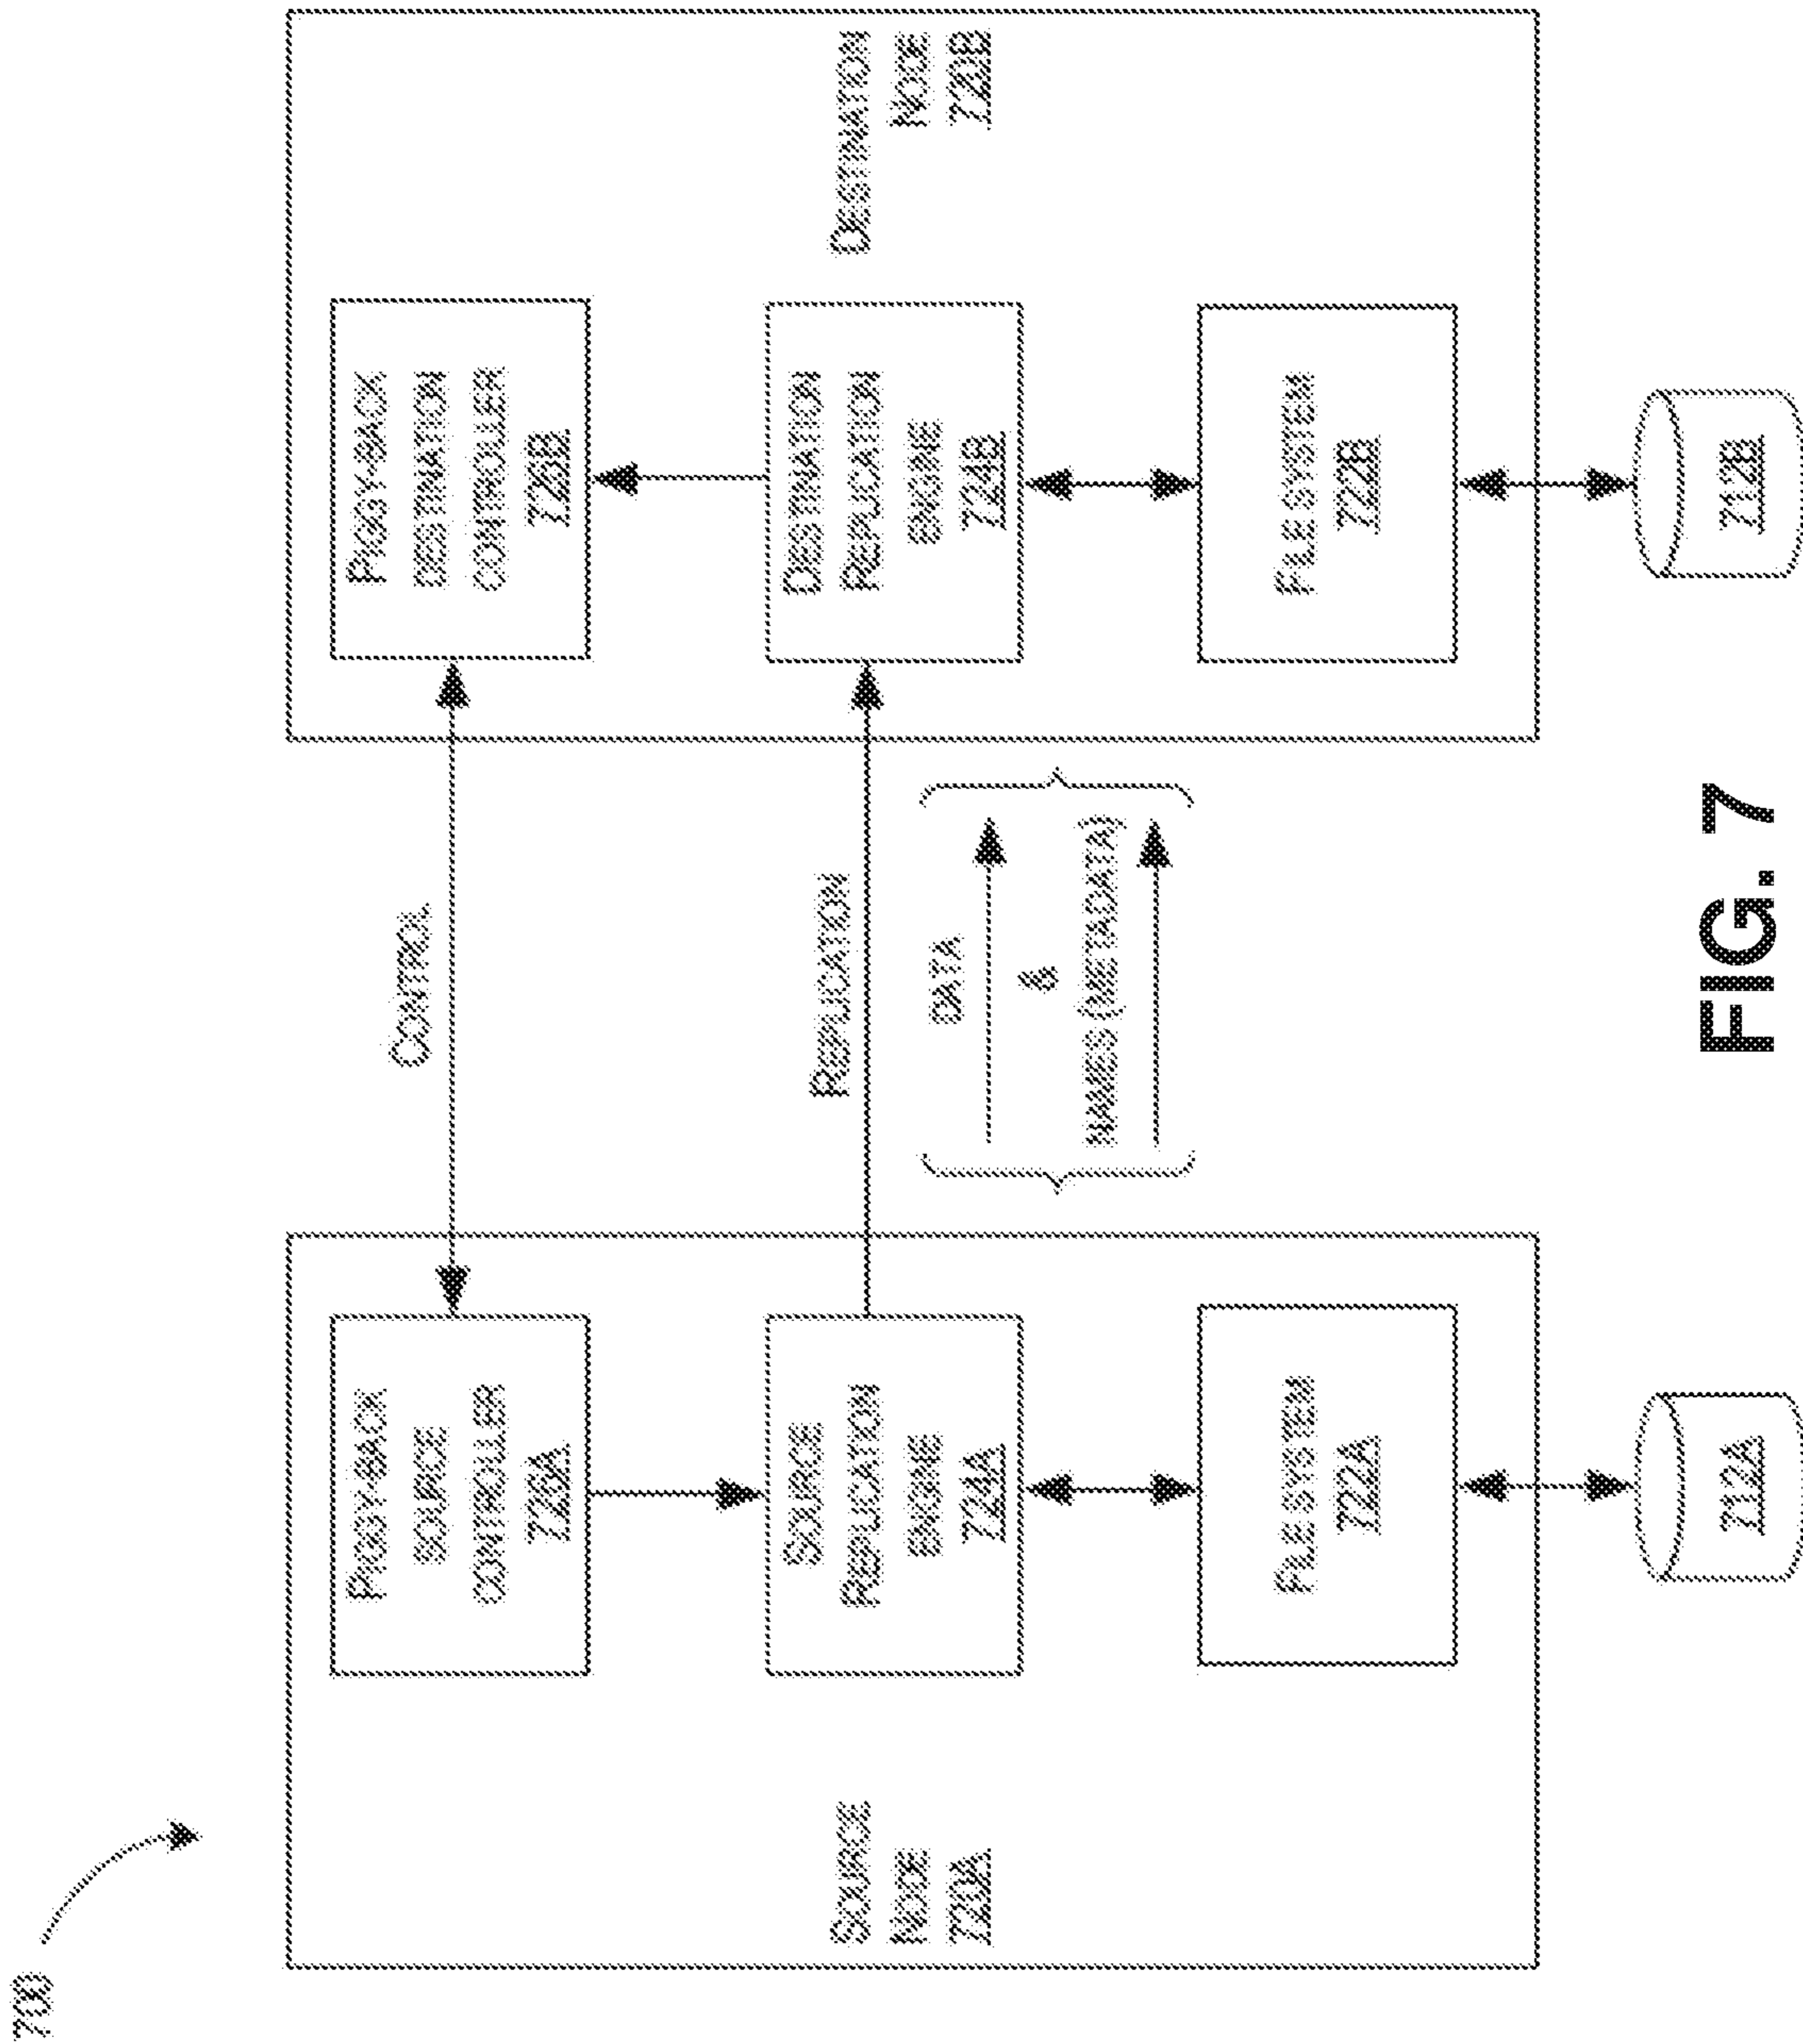 700
SOURCE
NODE
720A
PIGGY-BACK
SOURCE
CONTROLLER
726A
SOURCE
REPLICATION
ENGINE
724A
FILE SYSTEM
722A
712A
CONTROL
REPLICATION
DATA
&
NAMES (METADATA)
PIGGY-BACK
DESTINATION
CONTROLLER
726B
DESTINATION
REPLICATION
ENGINE
724B
FILE SYSTEM
722B
712B
DESTINATION
NODE
720B
FIG. 7